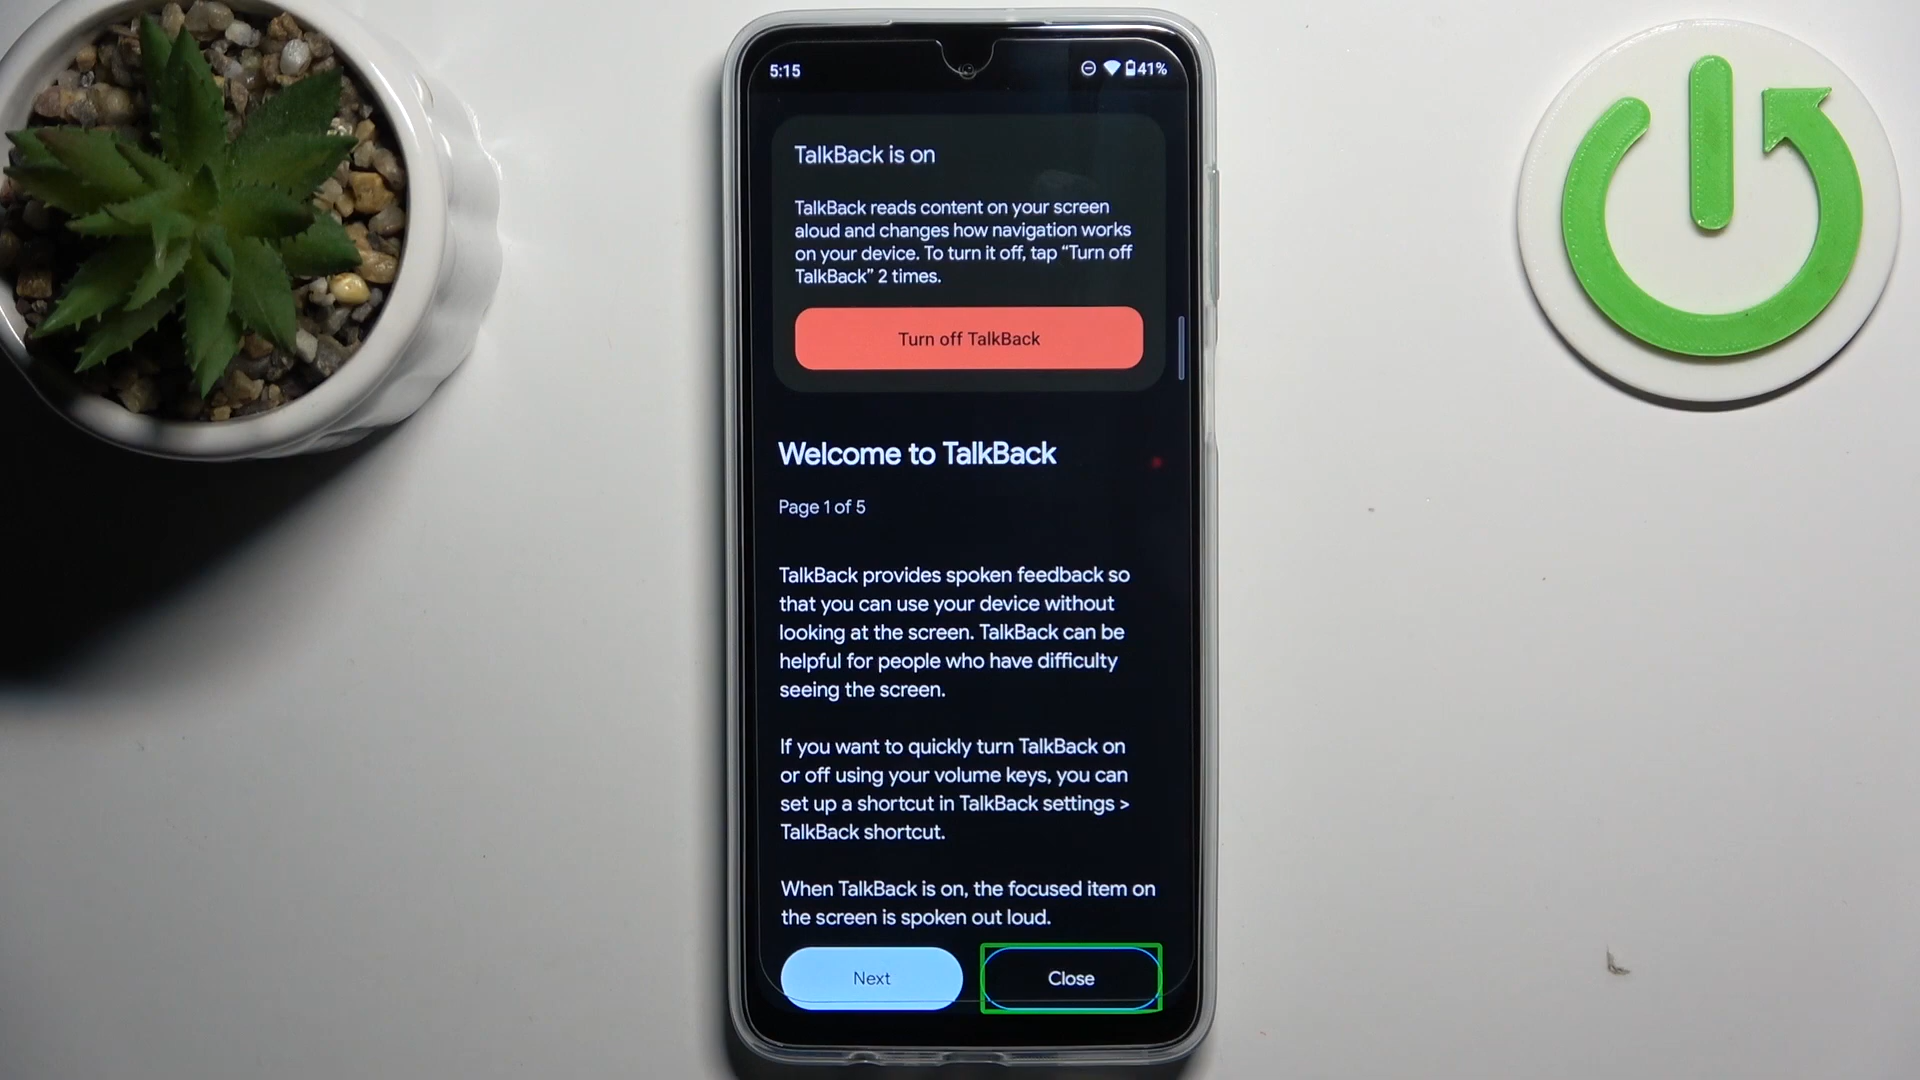 5:15
41%
TalkBack is on
TalkBack reads content on your screen
aloud and changes how navigation works
on your device. To turn it off, tap “Turn off
TalkBack” 2 times.
Turn off TalkBack
Welcome to TalkBack
Page 1 of 5
TalkBack provides spoken feedback so
that you can use your device without
looking at the screen. TalkBack can be
helpful for people who have difficulty
seeing the screen.
If you want to quickly turn TalkBack on
or off using your volume keys, you can
set up a shortcut in TalkBack settings >
TalkBack shortcut.
When TalkBack is on, the focused item on
the screen is spoken out loud.
Next
Close